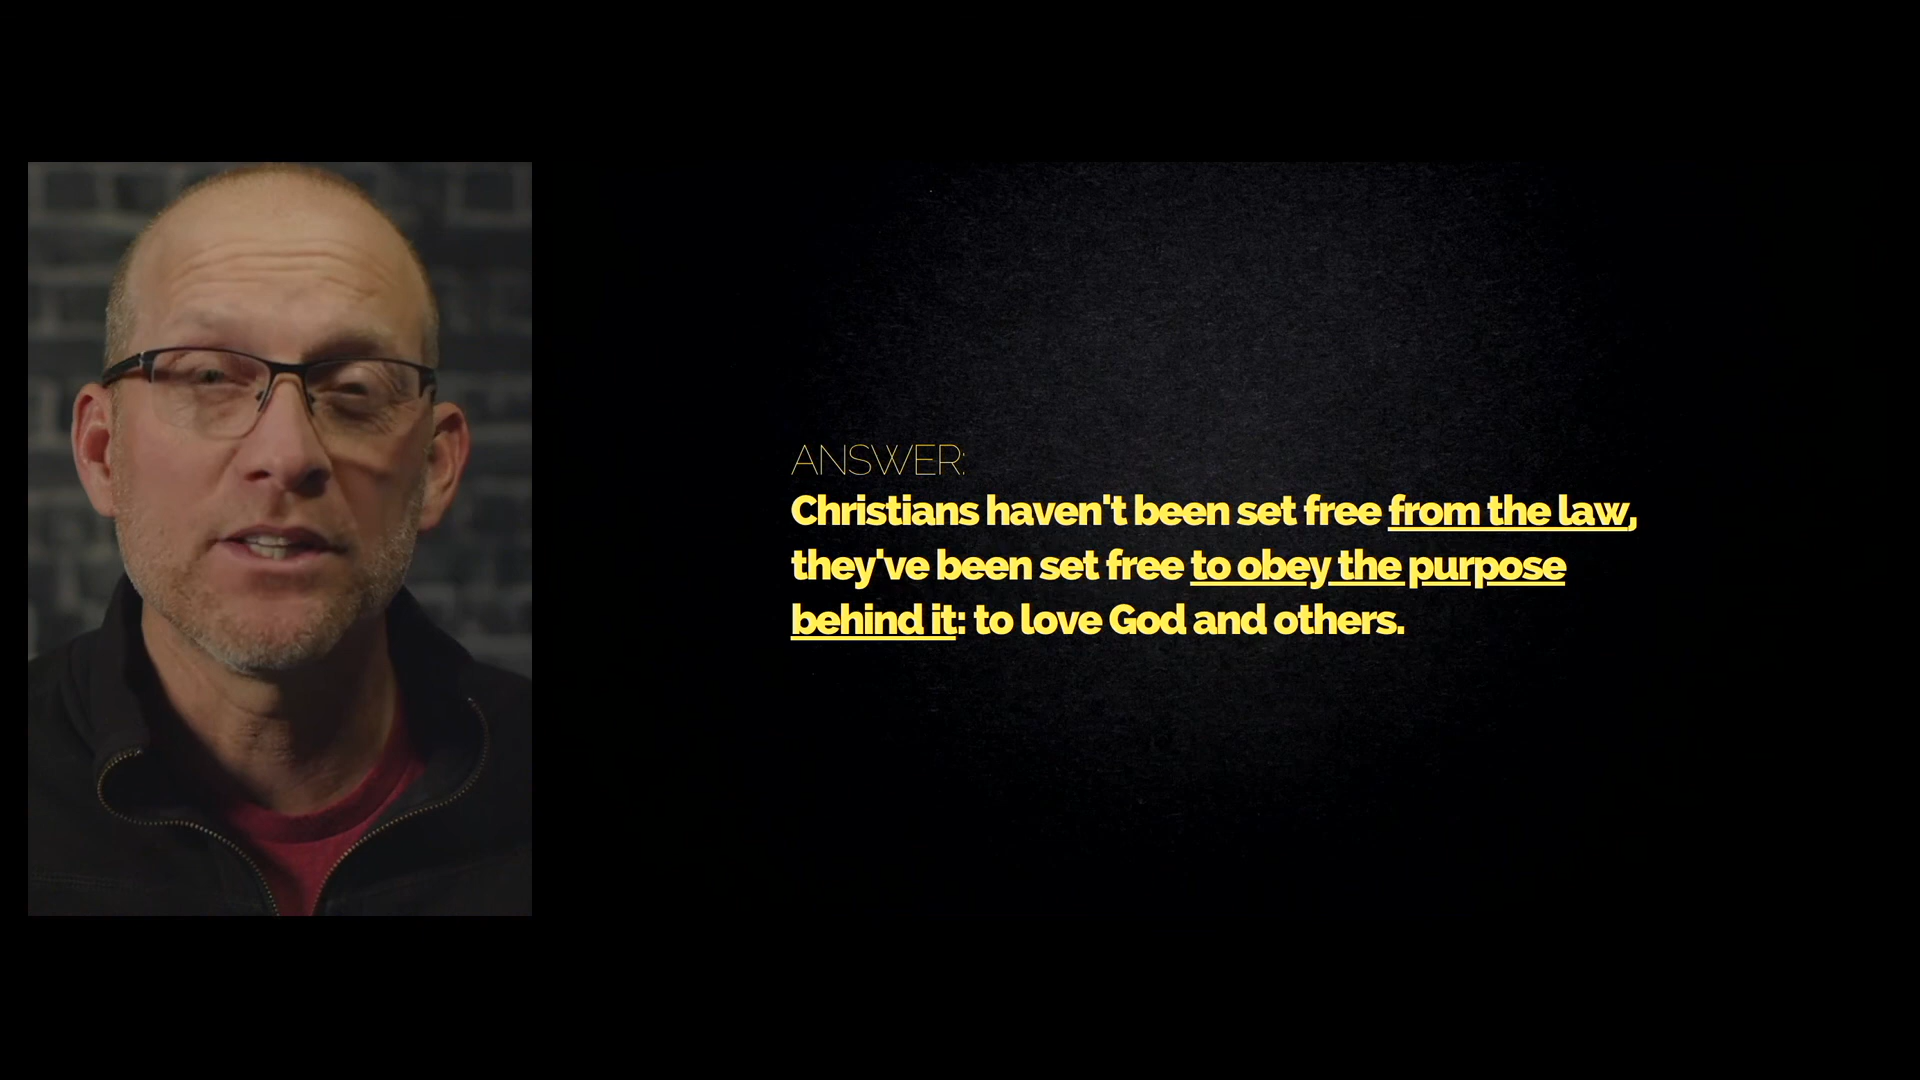 ANSWER:
Christians haven't been set free from the law,
they've been set free to obey the purpose
behind it: to love God and others.